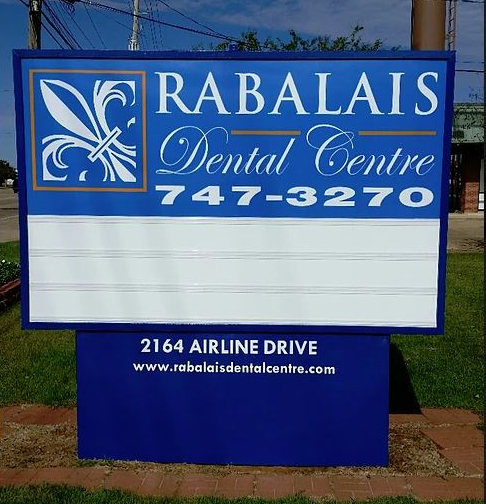 RABALAIS
Dental Centre
747-3270
2164 AIRLINE DRIVE
www.rabalaisdentalcentre.com